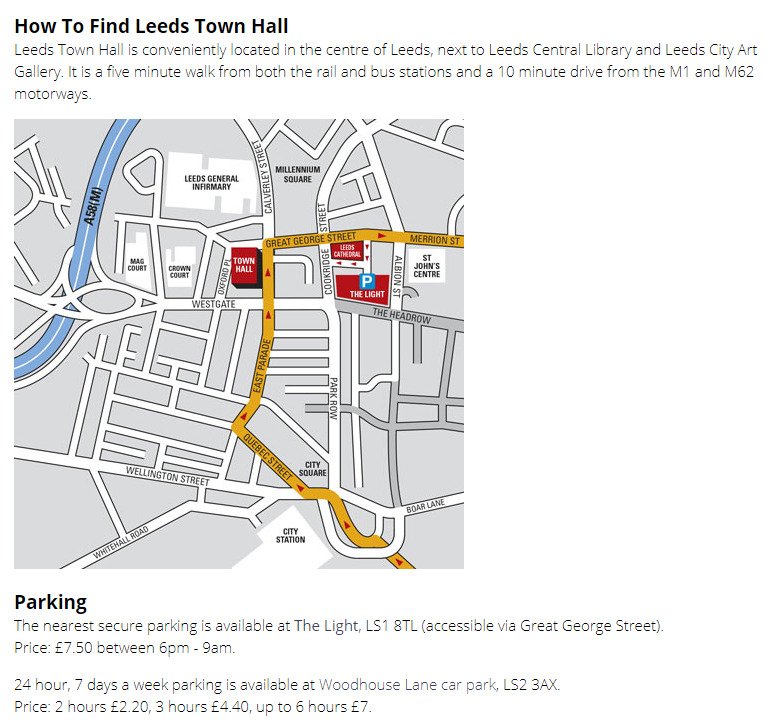 How To Find Leeds Town Hall
Leeds Town Hall is conveniently located in the centre of Leeds, next to Leeds Central Library and Leeds City Art
Gallery. It is a five minute walk from both the rail and bus stations and a 10 minute drive from the M1 and M62
motorways.
A58(M)
LEEDS GENERAL
INFIRMARY
CALVERLEY STREET
MILLENNIUM
SQUARE
COOKRIDGE STREET
GREAT GEORGE STREET
MERRION ST
MAG
COURT
CROWN
COURT
OXFORD PL
TOWN
HALL
LEEDS
CATHEDRAL
ALBION ST
ST
JOHN'S
CENTRE
P
THE LIGHT
WESTGATE
THE HEADROW
EAST PARADE
PARK ROW
QUEBEC STREET
CITY
SQUARE
WELLINGTON STREET
BOAR LANE
WHITEHALL ROAD
CITY
STATION
Parking
The nearest secure parking is available at The Light, LS1 8TL (accessible via Great George Street).
Price: £7.50 between 6pm - 9am.
24 hour, 7 days a week parking is available at Woodhouse Lane car park, LS2 3AX.
Price: 2 hours £2.20, 3 hours £4.40, up to 6 hours £7.